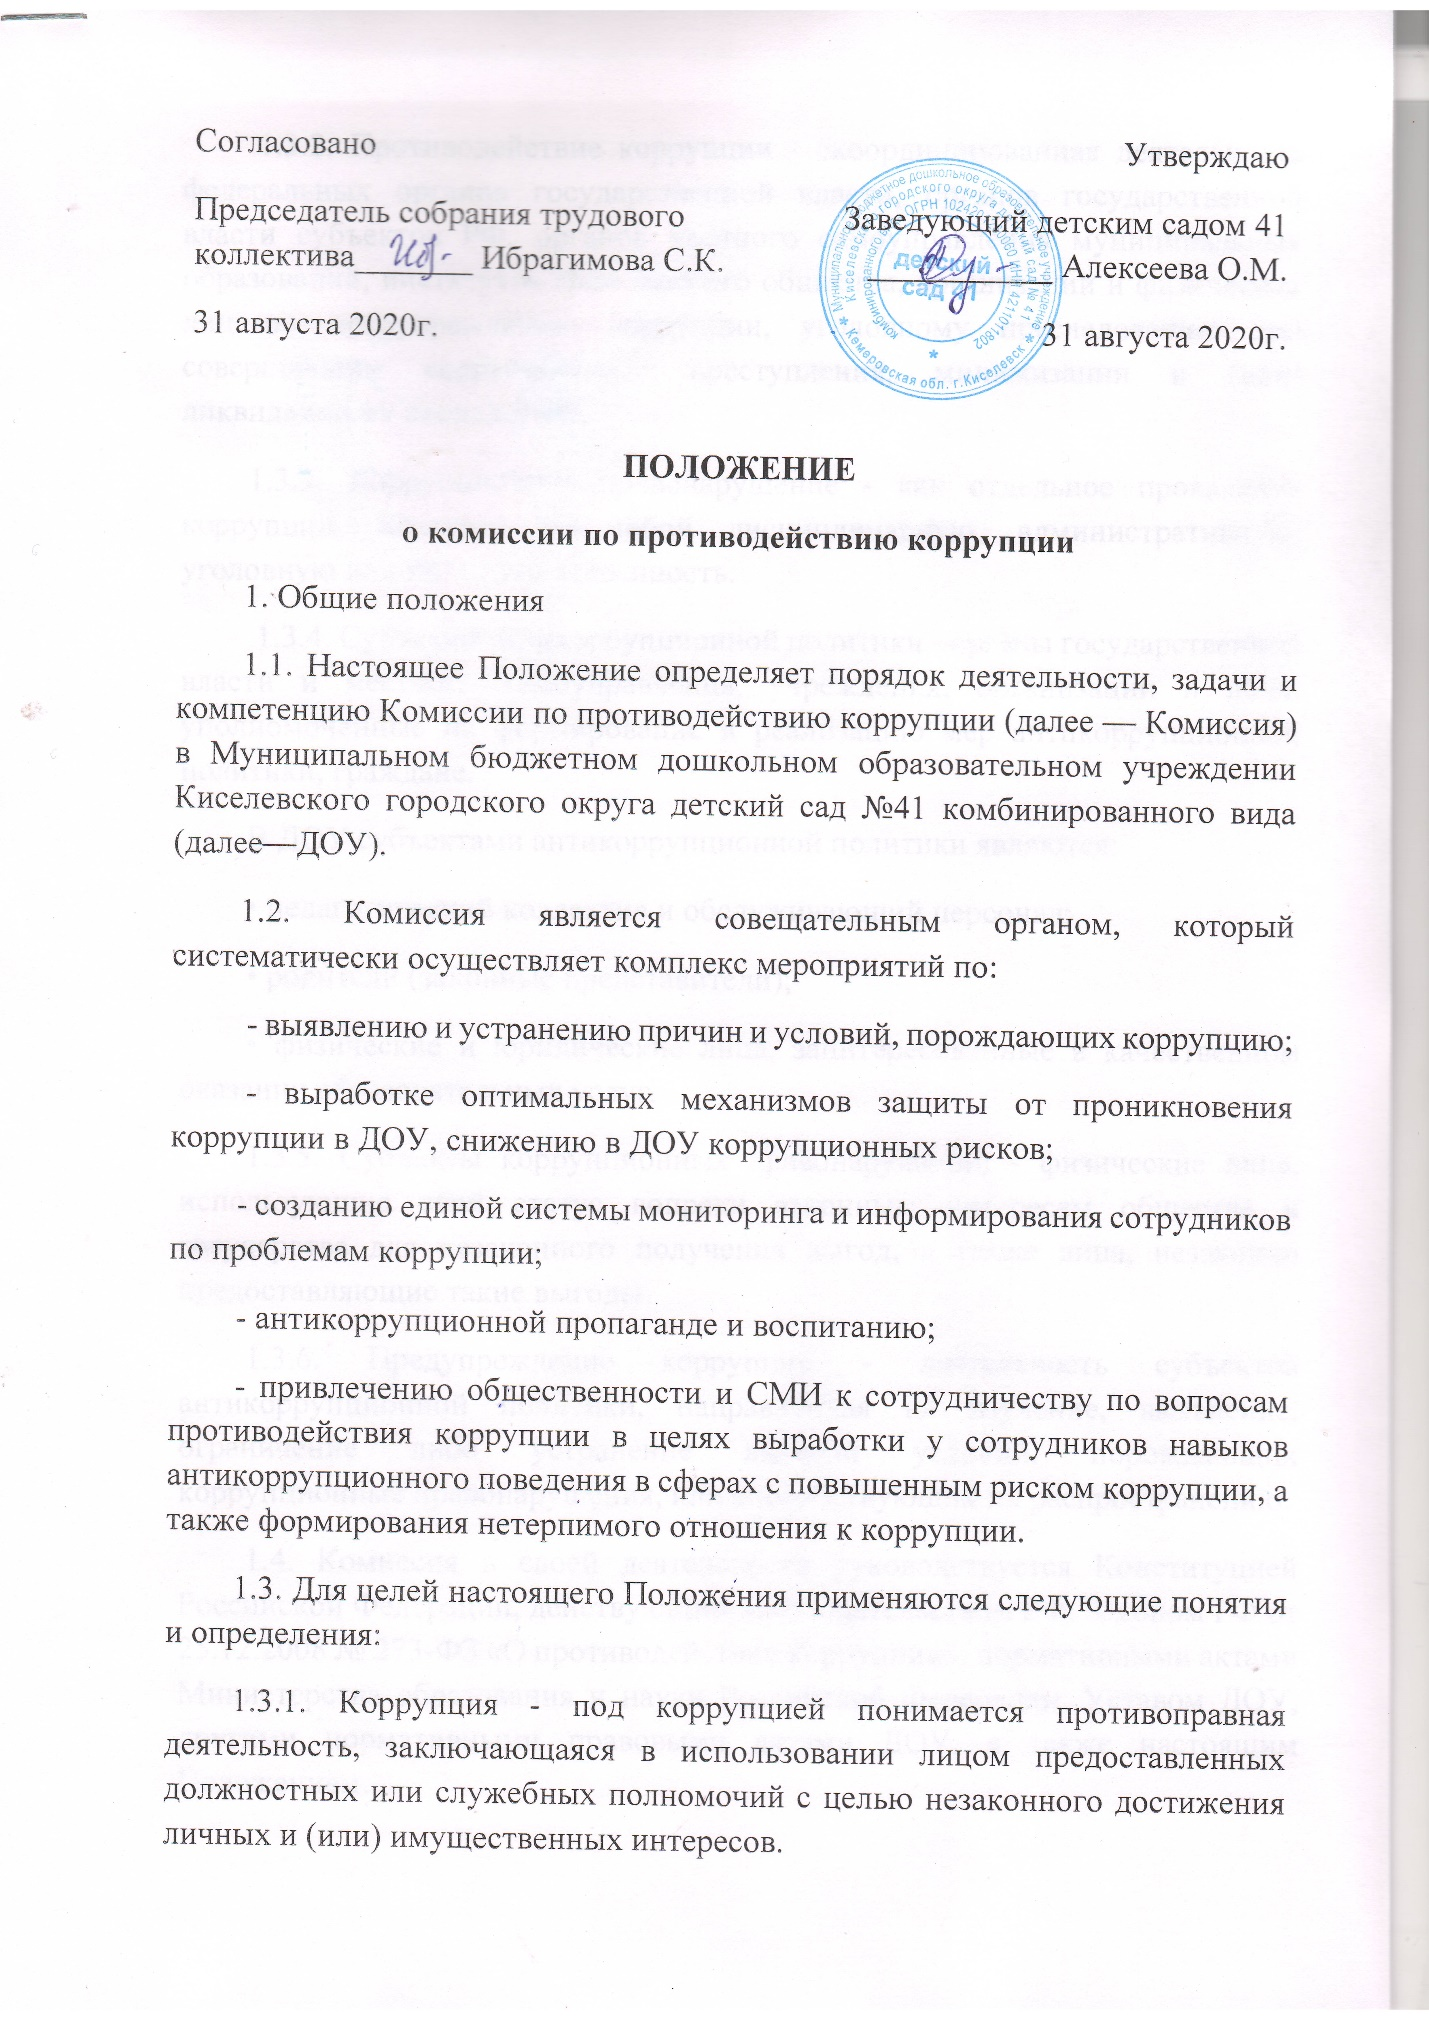 Согласовано
Утверждаю
Председатель собрания трудового
коллектива_______ Ибрагимова С.К.
Заведующий детским садом 41
Алексеева О.М.
31 августа 2020г.
31 августа 2020г.
детский
сад 41
Кемеровская обл. г.Киселевск
ПОЛОЖЕНИЕ
о комиссии по противодействию коррупции
1. Общие положения
1.1. Настоящее Положение определяет порядок деятельности, задачи и
компетенцию Комиссии по противодействию коррупции (далее — Комиссия)
в Муниципальном бюджетном дошкольном образовательном учреждении
Киселевского городского округа детский сад №41 комбинированного вида
(далее—ДОУ).
1.2. Комиссия является совещательным органом, который
систематически осуществляет комплекс мероприятий по:
- выявлению и устранению причин и условий, порождающих коррупцию;
- выработке оптимальных механизмов защиты от проникновения
коррупции в ДОУ, снижению в ДОУ коррупционных рисков;
- созданию единой системы мониторинга и информирования сотрудников
по проблемам коррупции;
- антикоррупционной пропаганде и воспитанию;
- привлечению общественности и СМИ к сотрудничеству по вопросам
противодействия коррупции в целях выработки у сотрудников навыков
антикоррупционного поведения в сферах с повышенным риском коррупции, а
также формирования нетерпимого отношения к коррупции.
1.3. Для целей настоящего Положения применяются следующие понятия
и определения:
1.3.1. Коррупция - под коррупцией понимается противоправная
деятельность, заключающаяся в использовании лицом предоставленных
должностных или служебных полномочий с целью незаконного достижения
личных и (или) имущественных интересов.